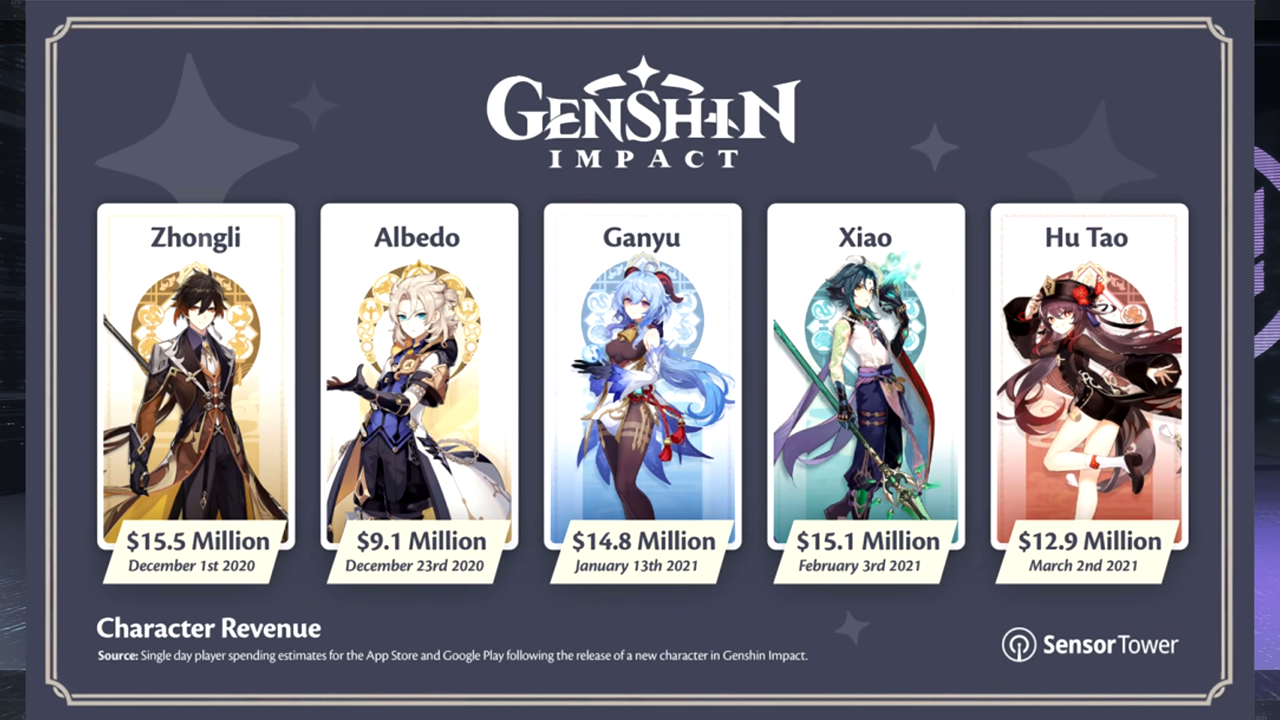 GENSHIN
IMPACT
Zhongli
Albedo
Ganyu
Xiao
Hu Tao
$15.5 Million
December 1st 2020
$9.1 Million
December 23rd 2020
$14.8 Million
January 13th 2021
$15.1 Million
February 3rd 2021
$12.9 Million
March 2nd 2021
Character Revenue
Source: Single day player spending estimates for the App Store and Google Play following the release of a new character in Genshin Impact.
SensorTower